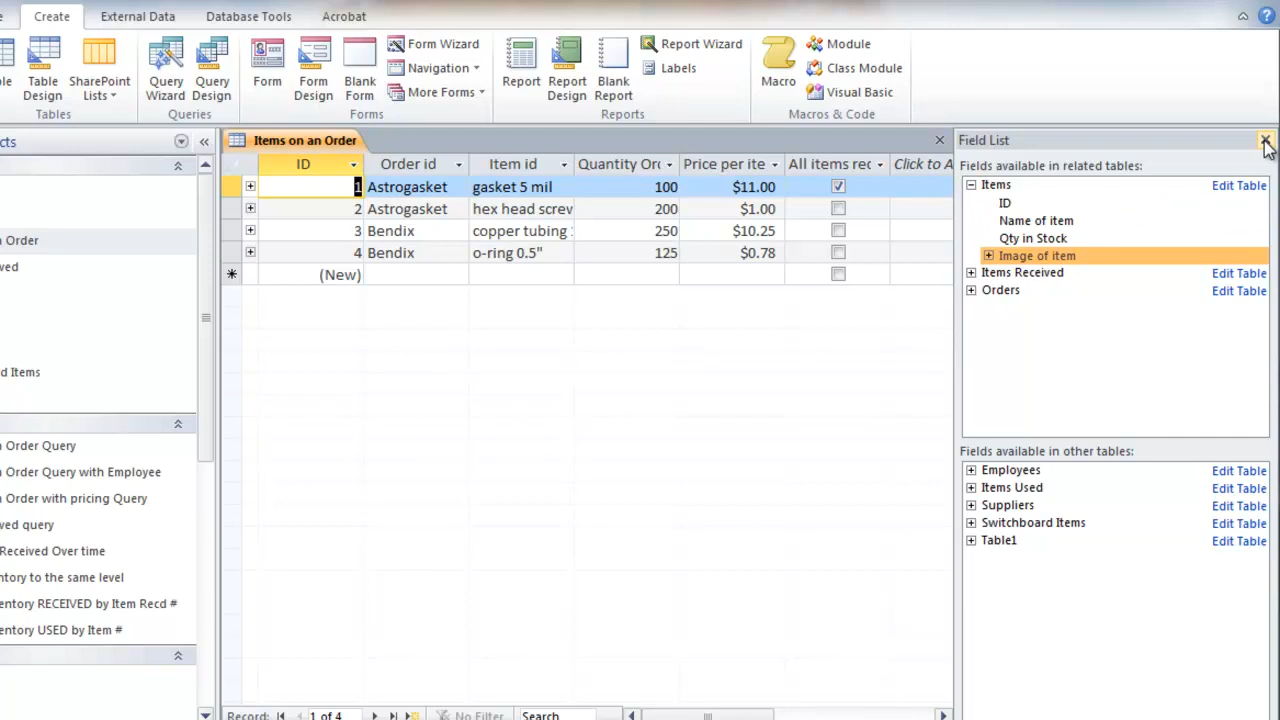 Create External Data Database Tools Acrobat
Table Design
SharePoint Lists
Query Wizard
Query Design
Form
Form Design
Blank Form
Form Wizard
Navigation
More Forms
Report
Report Design
Blank Report
Report Wizard
Labels
Macro
Module
Class Module
Visual Basic
Tables Queries Forms Reports Macros & Code
cts
n Order
ved
d Items
n Order Query
n Order Query with Employee
n Order with pricing Query
ved query
Received Over time
ntory to the same level
entory RECEIVED by Item Recd #
entory USED by Item #
Items on an Order
ID Order id Item id Quantity Or Price per ite All items rec Click to A
1 Astrogasket gasket 5 mil 100 $11.00
2 Astrogasket hex head screw 200 $1.00
3 Bendix copper tubing 250 $10.25
4 Bendix o-ring 0.5" 125 $0.78
(New)
Record: 1 of 4 No Filter Search
Field List
Fields available in related tables:
Items Edit Table
ID
Name of item
Qty in Stock
Image of item
Items Received Edit Table
Orders Edit Table
Fields available in other tables:
Employees Edit Table
Items Used Edit Table
Suppliers Edit Table
Switchboard Items Edit Table
Table1 Edit Table